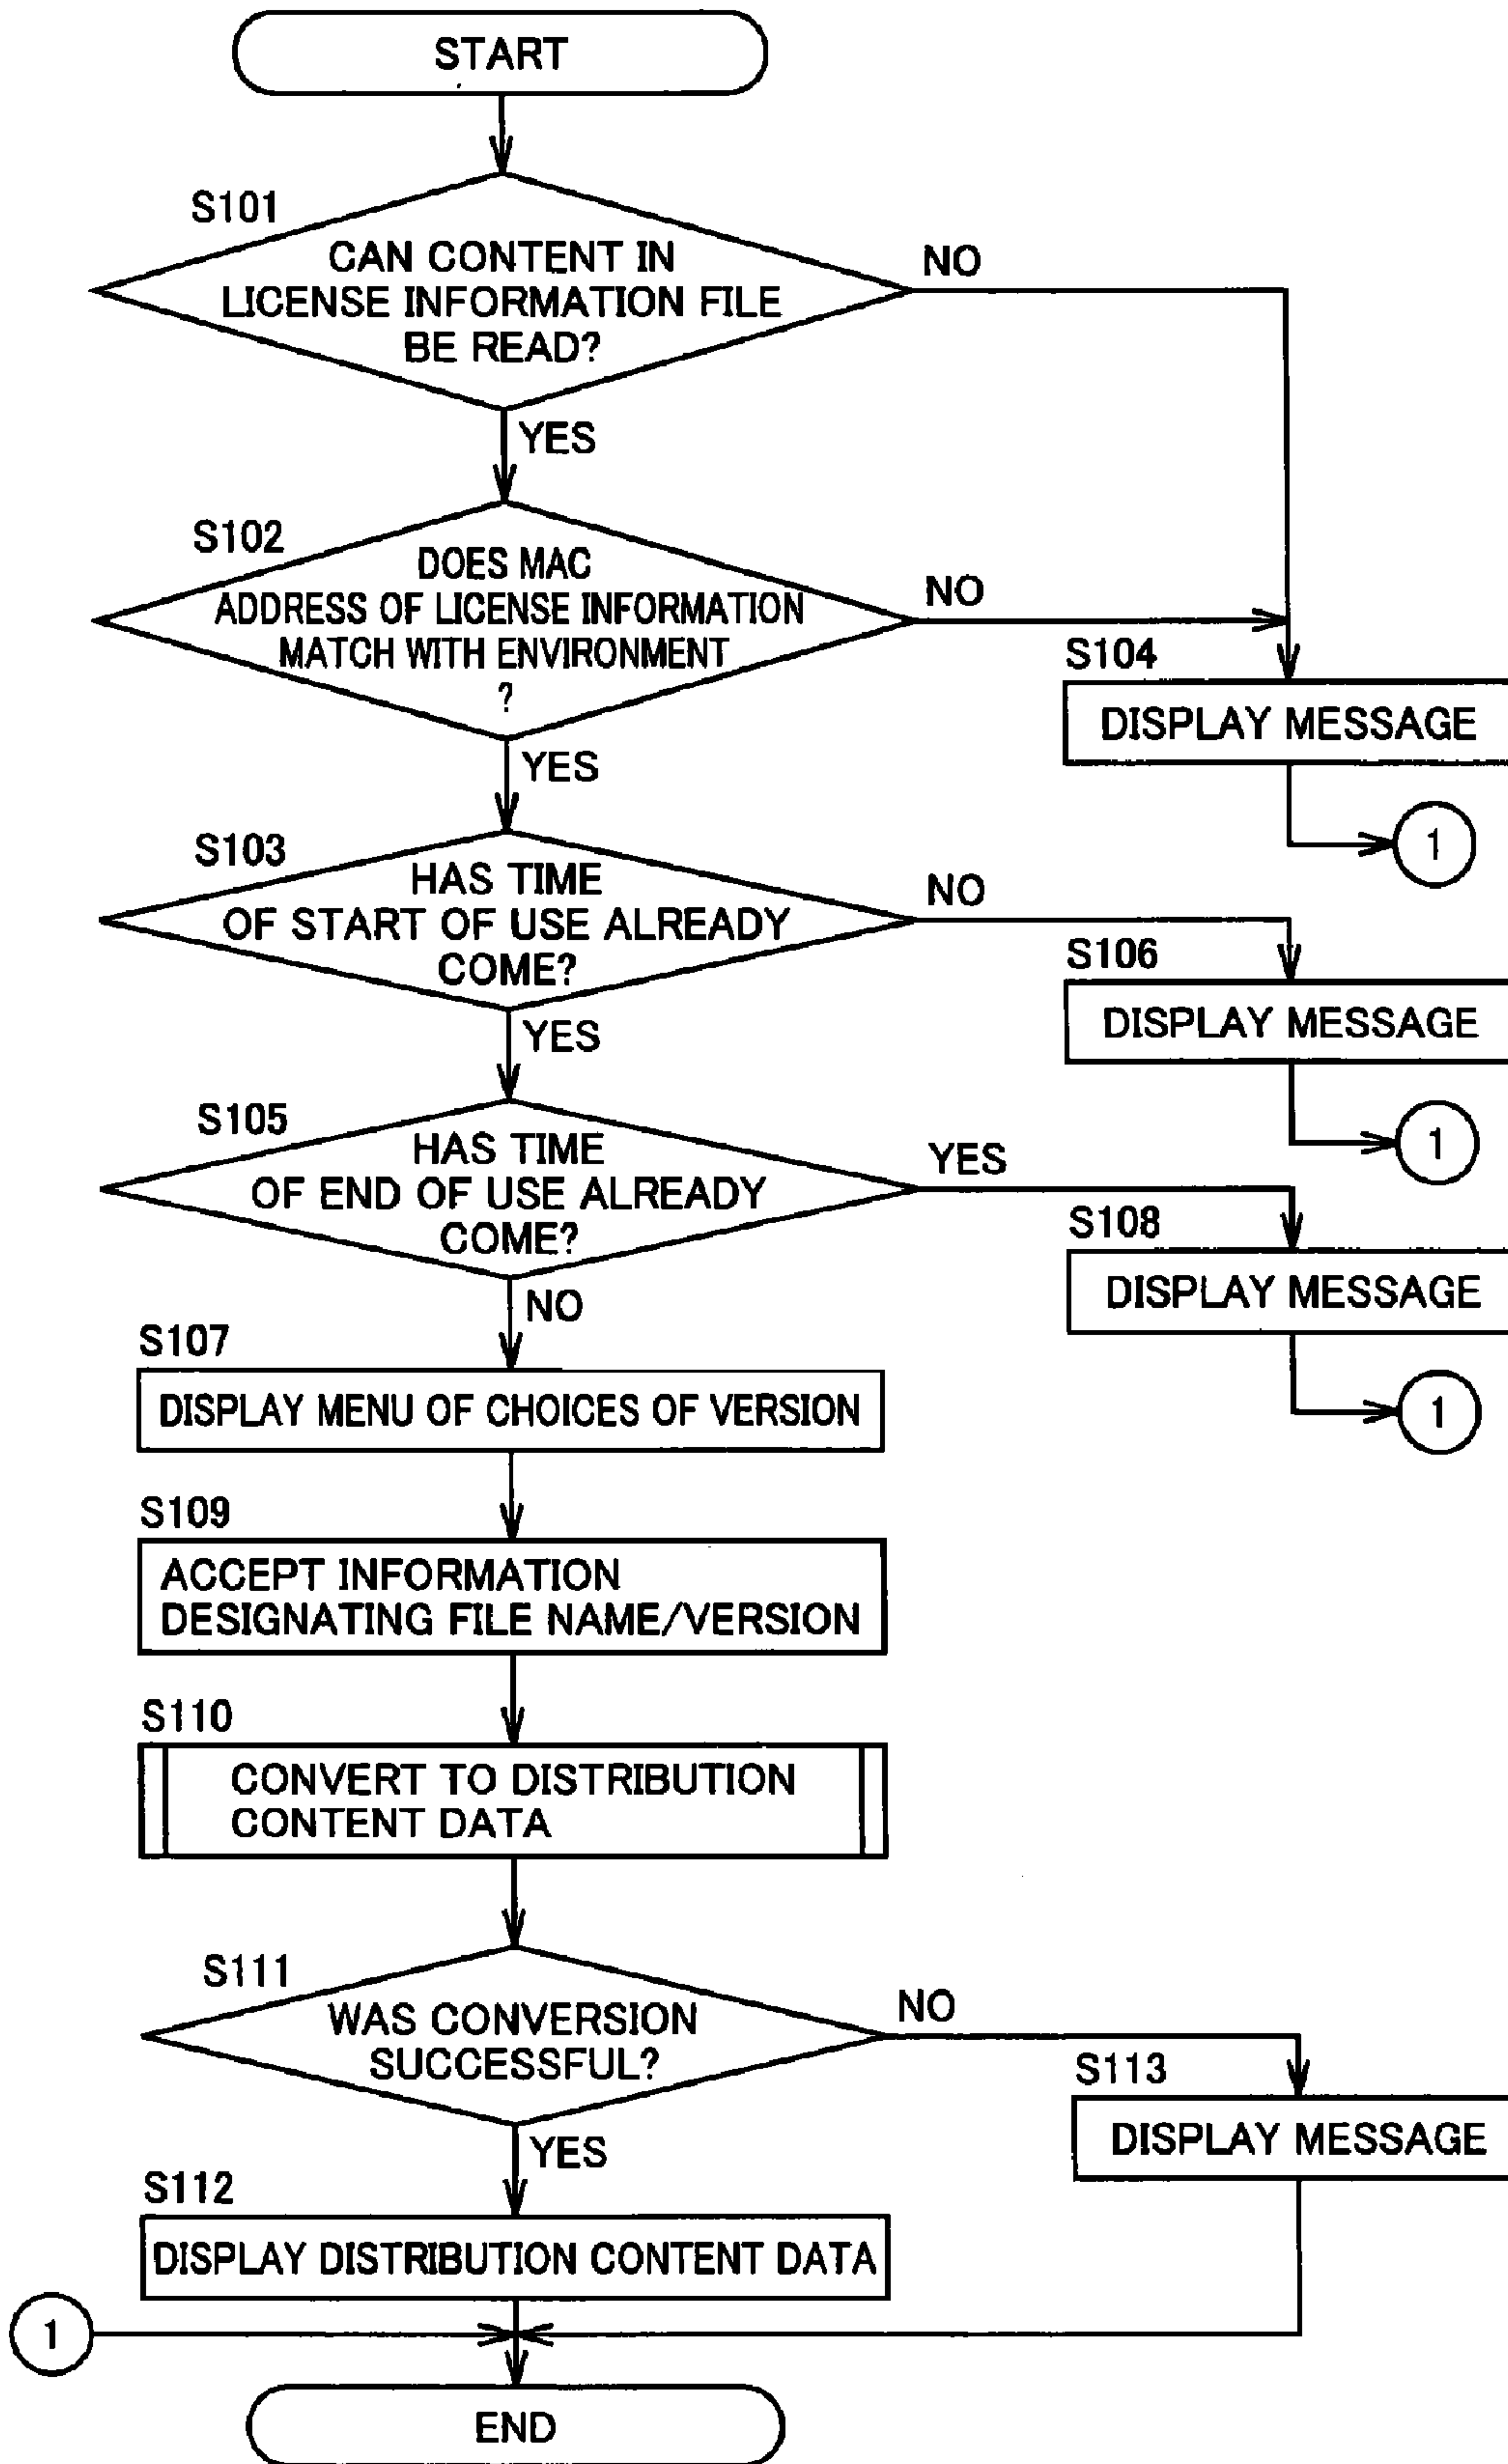 START
S101
CAN CONTENT IN
LICENSE INFORMATION FILE
BE READ?
NO
YES
S102
DOES MAC
ADDRESS OF LICENSE INFORMATION
MATCH WITH ENVIRONMENT
?
NO
S104
DISPLAY MESSAGE
1
YES
S103
HAS TIME
OF START OF USE ALREADY
COME?
NO
S106
DISPLAY MESSAGE
1
YES
S105
HAS TIME
OF END OF USE ALREADY
COME?
YES
S108
DISPLAY MESSAGE
1
NO
S107
DISPLAY MENU OF CHOICES OF VERSION
S109
ACCEPT INFORMATION
DESIGNATING FILE NAME/VERSION
S110
CONVERT TO DISTRIBUTION
CONTENT DATA
S111
WAS CONVERSION
SUCCESSFUL?
NO
S113
DISPLAY MESSAGE
YES
S112
DISPLAY DISTRIBUTION CONTENT DATA
1
END